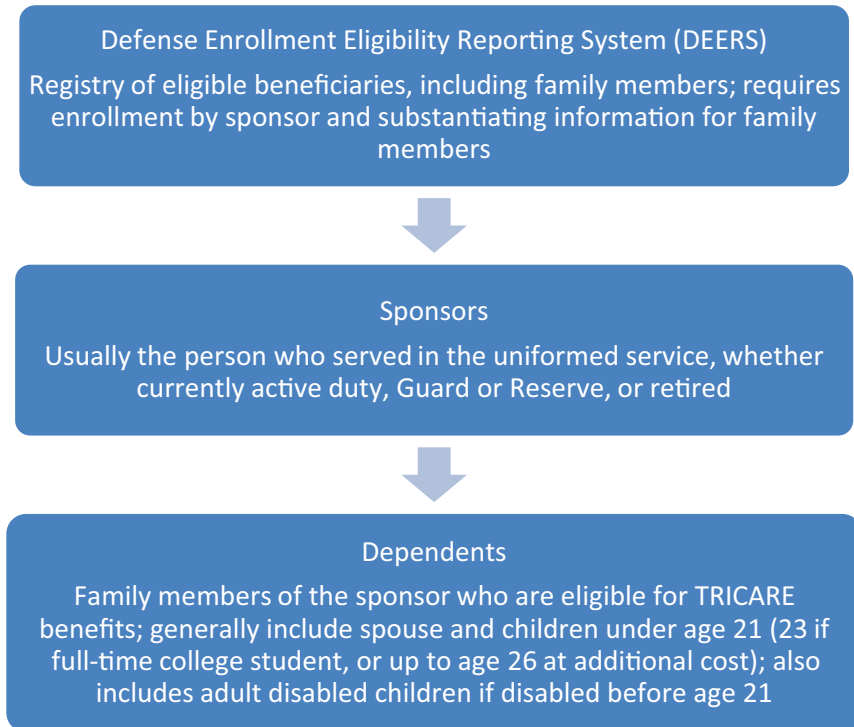 Defense Enrollment Eligibility Reporting System (DEERS)
Registry of eligible beneficiaries, including family members; requires
enrollment by sponsor and substantiating information for family
members
Sponsors
Usually the person who served in the uniformed service, whether
currently active duty, Guard or Reserve, or retired
Dependents
Family members of the sponsor who are eligible for TRICARE
benefits; generally include spouse and children under age 21 (23 if
full-time college student, or up to age 26 at additional cost); also
includes adult disabled children if disabled before age 21